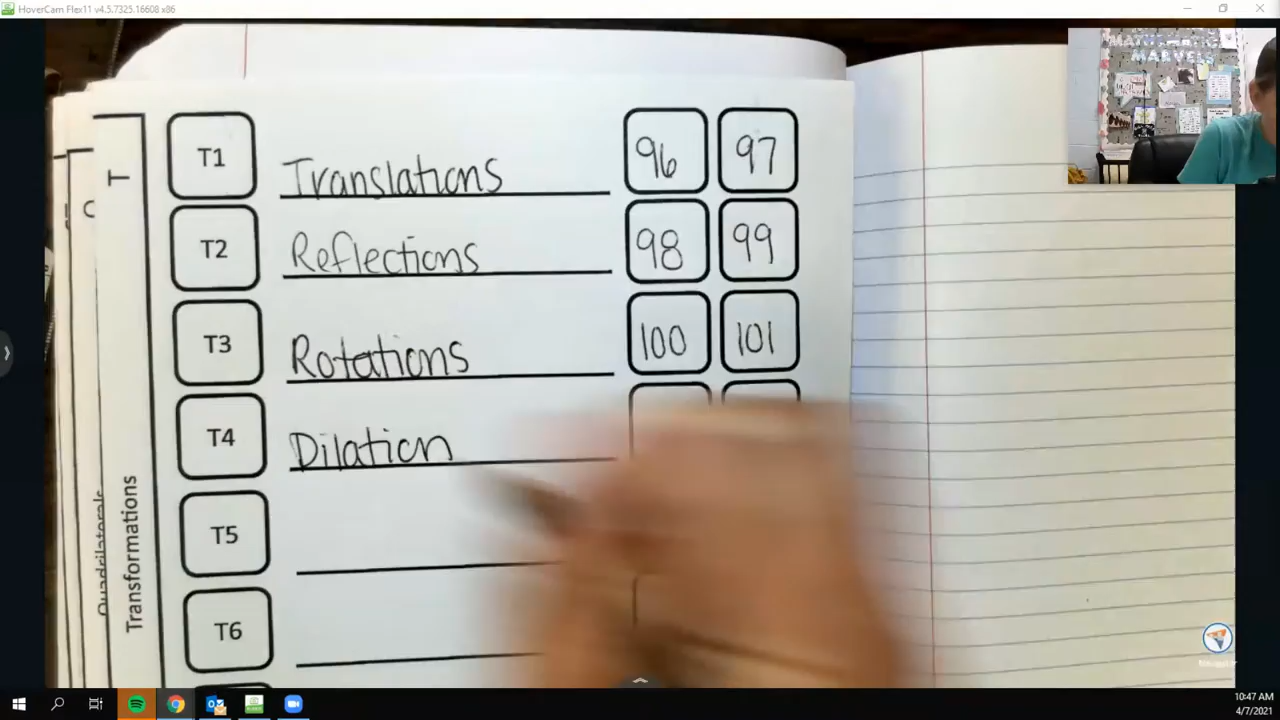 HoverCam Flex11
v4.5.7325.16608 x86
MATHEMATIC
MARVELS
T
T1 Translations 96 97
T2 Reflections 98 99
T3 Rotations 100 101
T4 Dilation
T5
T6
Transformations
Quadrilaterals
10:47 AM
4/7/2021